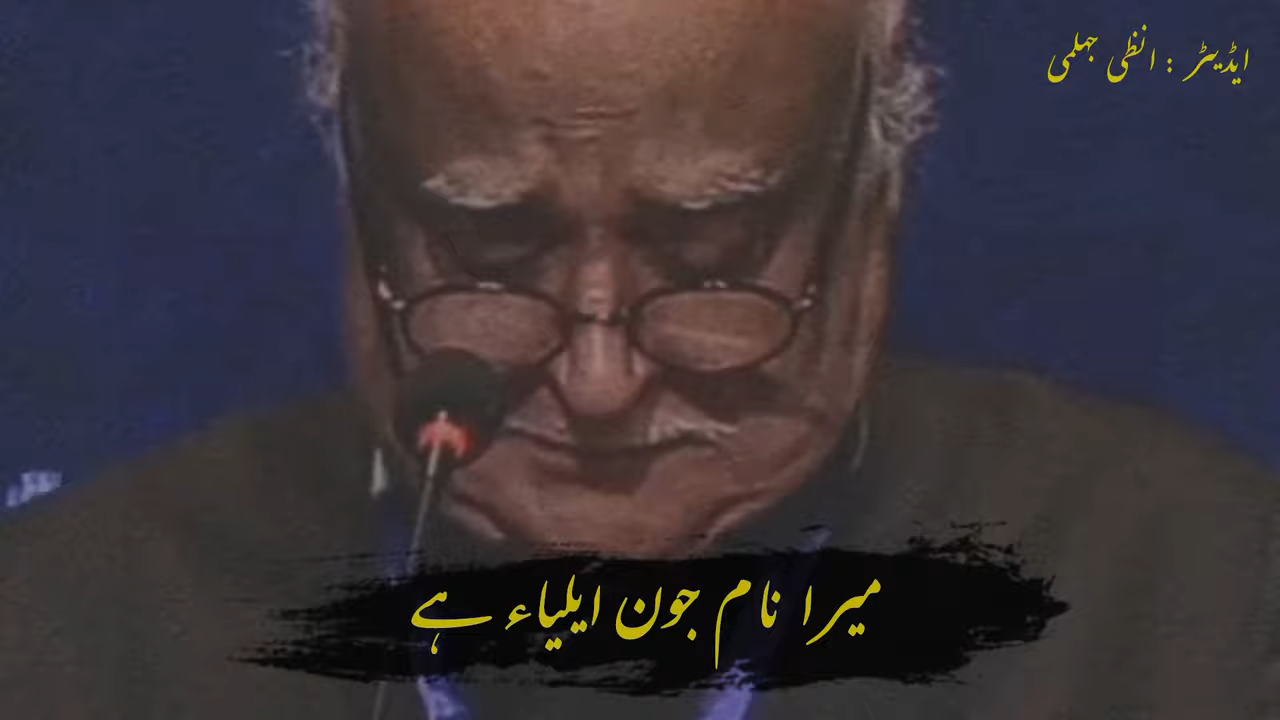 ایڈیٹر : انظی جہلمی
میرا نام جون ایلیاء ہے